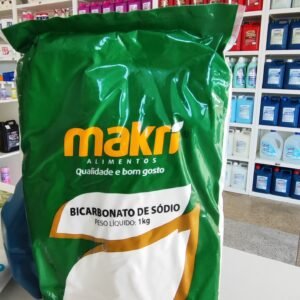 makri
ALIMENTOS
Qualidade e bom gosto
BICARBONATO DE SÓDIO
PESO LÍQUIDO: 1kg